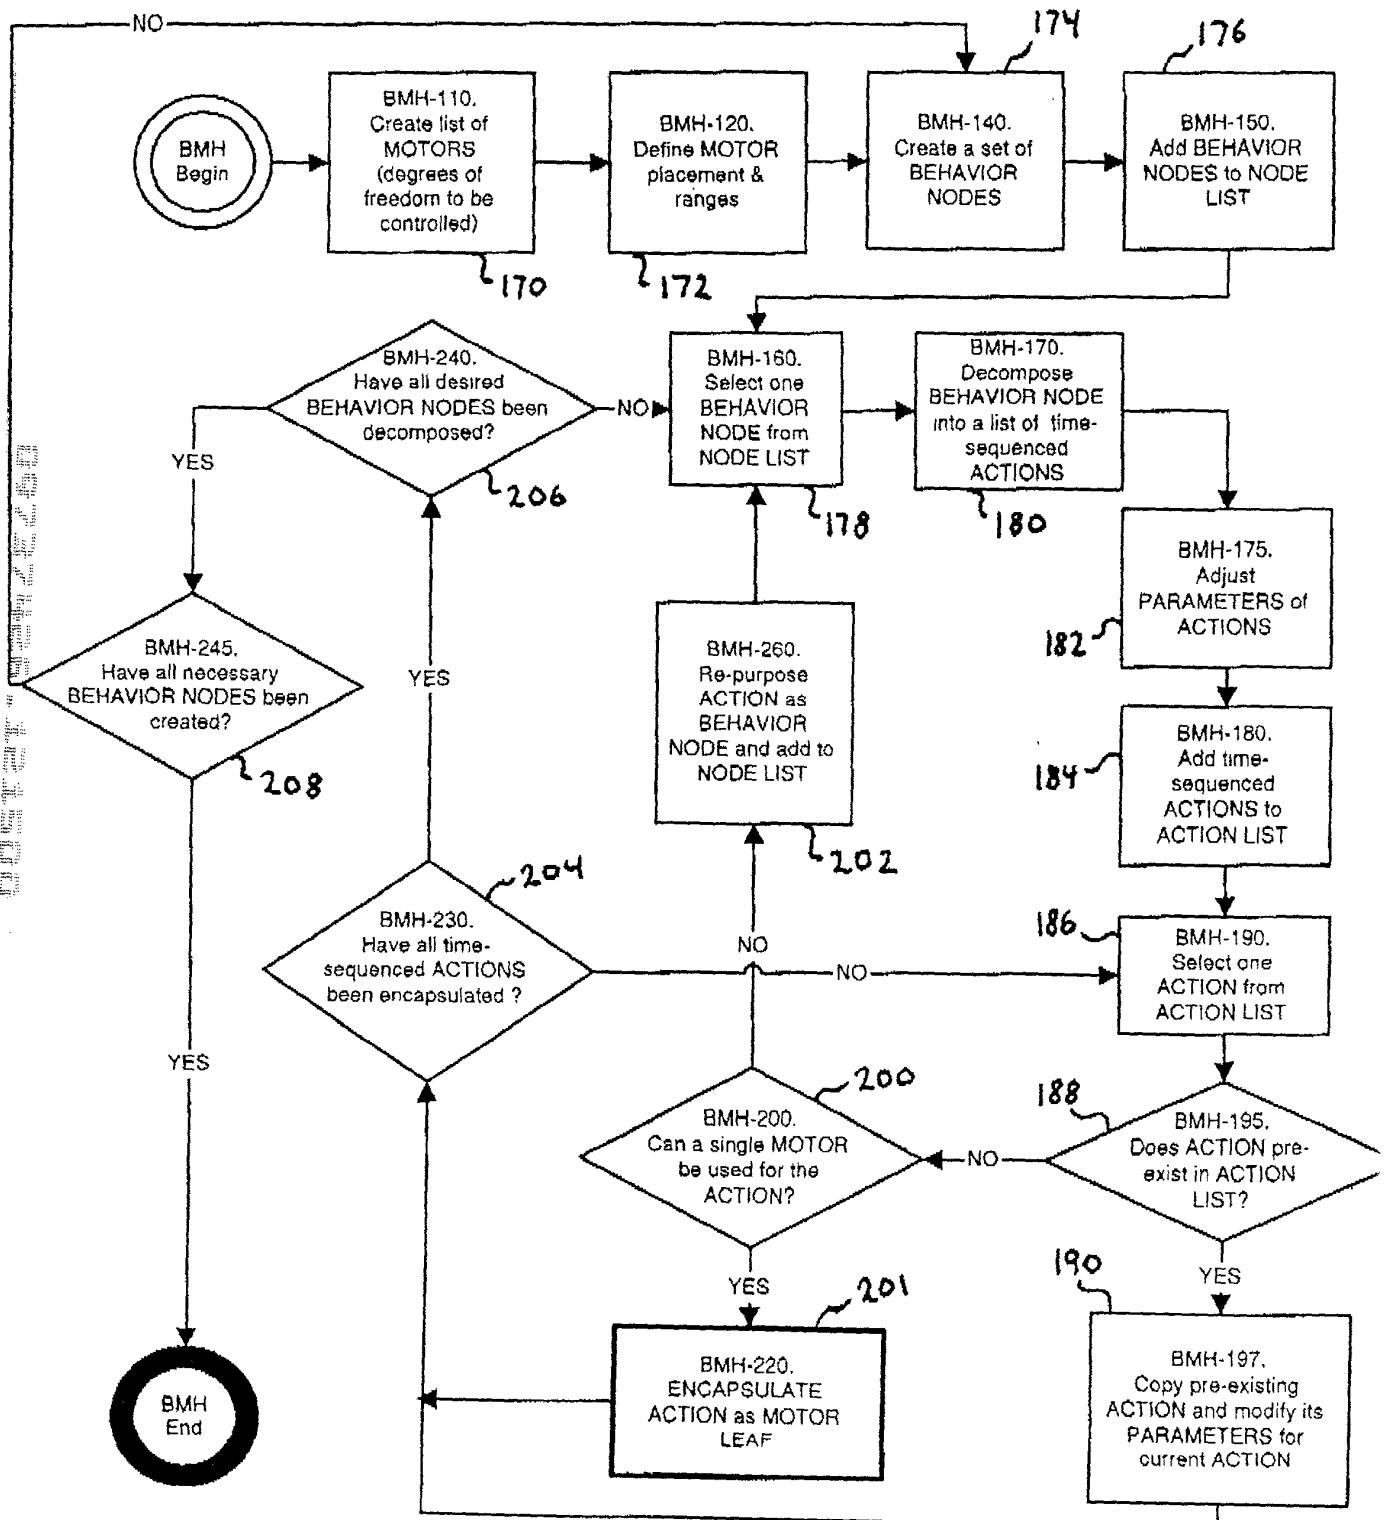 NO
174
176
BMH
Begin
BMH-110.
Create list of
MOTORS
(degrees of
freedom to be
controlled)
170
BMH-120.
Define MOTOR
placement &
ranges
172
BMH-140.
Create a set of
BEHAVIOR
NODES
BMH-150.
Add BEHAVIOR
NODES to NODE
LIST
BMH-240.
Have all desired
BEHAVIOR NODES been
decomposed?
206
NO
YES
BMH-160.
Select one
BEHAVIOR
NODE from
NODE LIST
178
BMH-170.
Decompose
BEHAVIOR NODE
into a list of time-
sequenced
ACTIONS
180
BMH-175.
Adjust
PARAMETERS of
ACTIONS
182
BMH-245.
Have all necessary
BEHAVIOR NODES been
created?
208
YES
BMH-260.
Re-purpose
ACTION as
BEHAVIOR
NODE and add to
NODE LIST
202
BMH-180.
Add time-
sequenced
ACTIONS to
ACTION LIST
184
204
BMH-230.
Have all time-
sequenced ACTIONS
been encapsulated ?
NO
NO
186
BMH-190.
Select one
ACTION from
ACTION LIST
YES
200
BMH-200.
Can a single MOTOR
be used for the
ACTION?
NO
188
BMH-195.
Does ACTION pre-
exist in ACTION
LIST?
YES
201
190
YES
BMH-220.
ENCAPSULATE
ACTION as MOTOR
LEAF
BMH-197.
Copy pre-existing
ACTION and modify its
PARAMETERS for
current ACTION
BMH
End